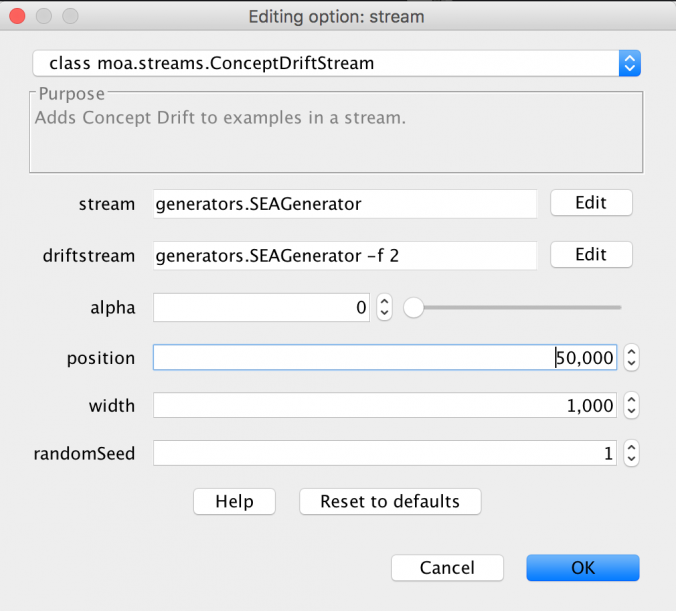 Editing option: stream
class moa.streams.ConceptDriftStream
Purpose
Adds Concept Drift to examples in a stream.
stream generators.SEAGenerator Edit
driftstream generators.SEAGenerator -f 2 Edit
alpha 0
position 50,000
width 1,000
randomSeed 1
Help Reset to defaults
Cancel OK